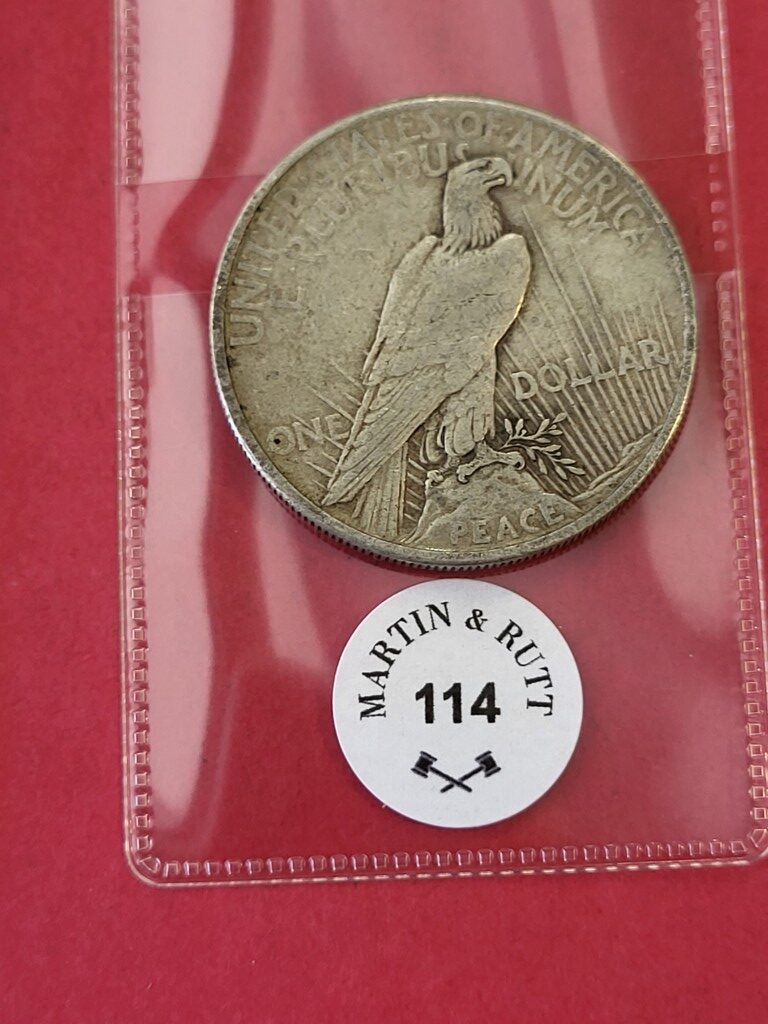 UNITED STATES OF AMERICA
E PLURIBUS UNUM
ONE DOLLAR
PEACE
MARTIN & RUTT
114